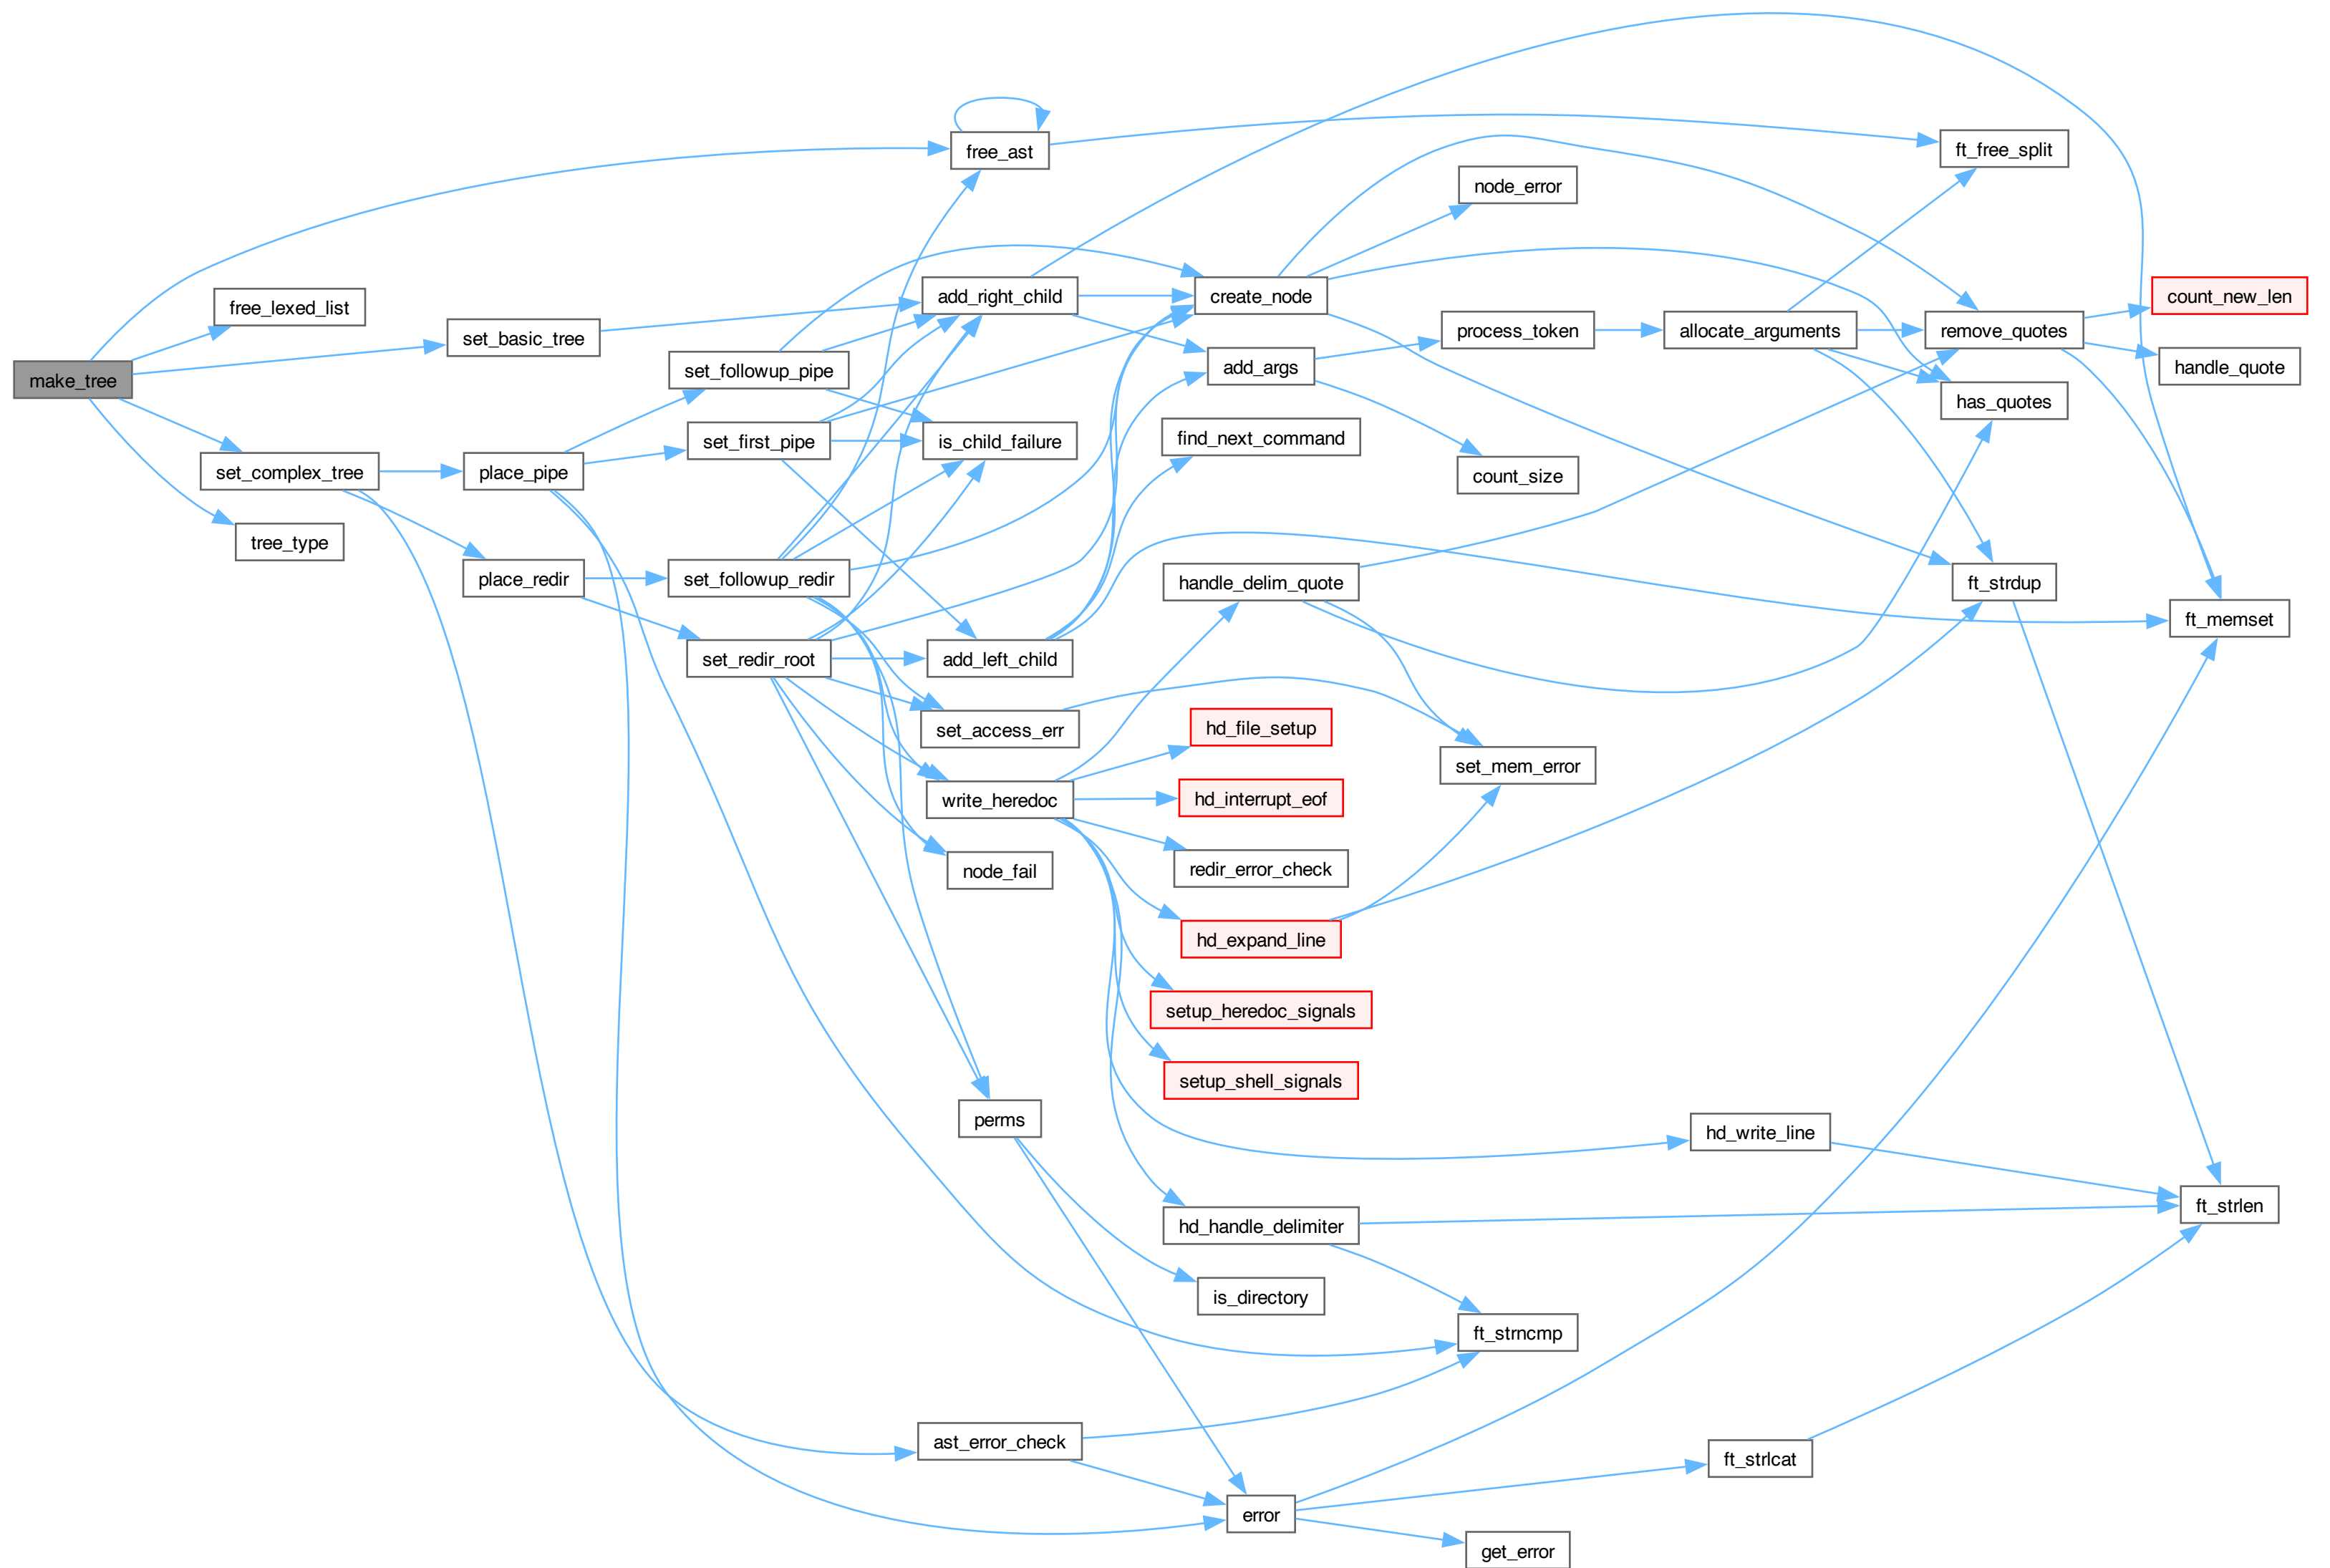 make_tree
free_lexed_list
set_basic_tree
set_complex_tree
tree_type
place_pipe
place_redir
set_followup_pipe
set_first_pipe
set_followup_redir
set_redir_root
free_ast
add_right_child
is_child_failure
add_left_child
set_access_err
write_heredoc
node_fail
perms
ast_error_check
create_node
add_args
find_next_command
handle_delim_quote
hd_file_setup
hd_interrupt_eof
redir_error_check
hd_expand_line
setup_heredoc_signals
setup_shell_signals
hd_handle_delimiter
is_directory
error
node_error
process_token
count_size
set_mem_error
ft_strncmp
get_error
allocate_arguments
hd_write_line
ft_strlcat
ft_free_split
remove_quotes
has_quotes
ft_strdup
count_new_len
handle_quote
ft_memset
ft_strlen